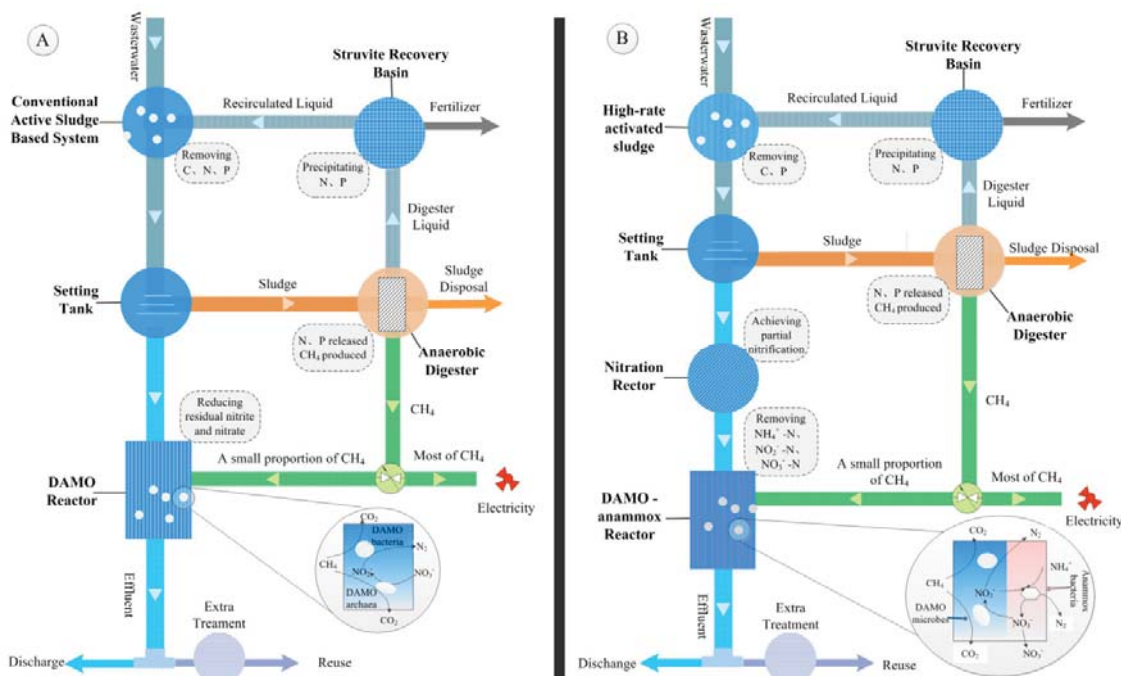 A
Wasterwater
Struvite Recovery
Basin
Conventional
Active Sludge
Based System
Recirculated Liquid
Fertilizer
Removing
C、N、P
Precipitating
N、P
Digester
Liquid
Setting
Tank
Sludge
Sludge
Disposal
N、P released
CH₄ produced
Anaerobic
Digester
Reducing
residual nitrite
and nitrate
CH₄
A small proportion of CH₄
Most of CH₄
DAMO
Reactor
Electricity
CO₂
DAMO
bacteria
N₂
CH₄
NO₂⁻
NO₃⁻
DAMO
archaea
CO₂
Effluent
Extra
Treament
Discharge
Reuse
B
Wasterwater
Struvite Recovery
Basin
High-rate
activated
sludge
Recirculated Liquid
Fertilizer
Removing
C、P
Precipitating
N、P
Digester
Liquid
Setting
Tank
Sludge
Sludge Disposal
N、P released
CH₄ produced
Anaerobic
Digester
Achieving
partial
nitrification
Nitration
Rector
CH₄
Removing
NH₄⁺-N、
NO₂⁻-N、
NO₃⁻-N
A small proportion
of CH₄
Most of CH₄
DAMO -
anammox
Reactor
Electricity
CO₂
N₂
CH₄
NH₄⁺
Anammox
bacteria
DAMO
microbes
N₂
CO₂
NO₃⁻
Effluent
Extra
Treatment
Discharge
Reuse